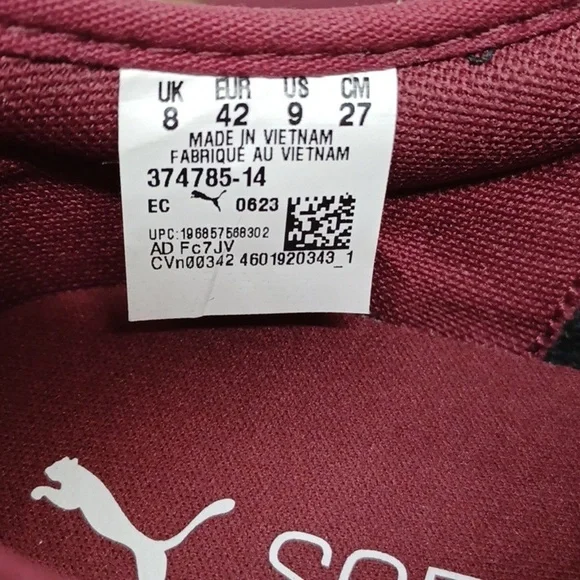 UK EUR US CM
8 42 9 27
MADE IN VIETNAM
FABRIQUÉ AU VIETNAM
374785-14
EC 0623
UPC:196857568302
AD Fc7JV
CVn00342 4601920343_1